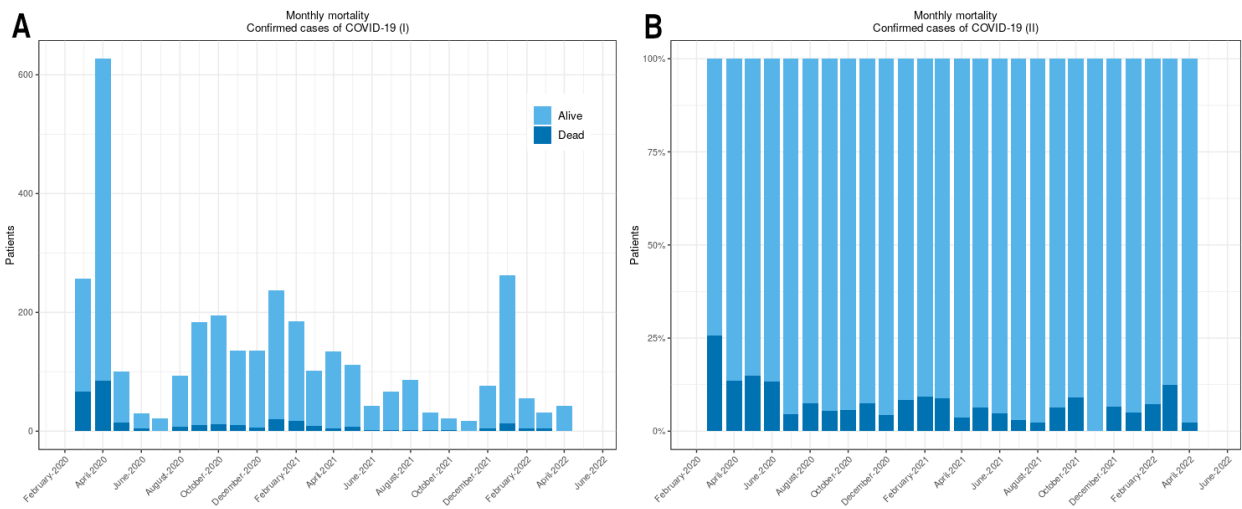 A
Monthly mortality
Confirmed cases of COVID-19 (I)
600
400
200
0
Patients
Alive
Dead
February-2020
April-2020
June-2020
August-2020
October-2020
December-2020
February-2021
April-2021
June-2021
August-2021
October-2021
December-2021
February-2022
April-2022
June-2022
B
Monthly mortality
Confirmed cases of COVID-19 (II)
100%
75%
50%
25%
0%
Patients
February-2020
April-2020
June-2020
August-2020
October-2020
December-2020
February-2021
April-2021
June-2021
August-2021
October-2021
December-2021
February-2022
April-2022
June-2022